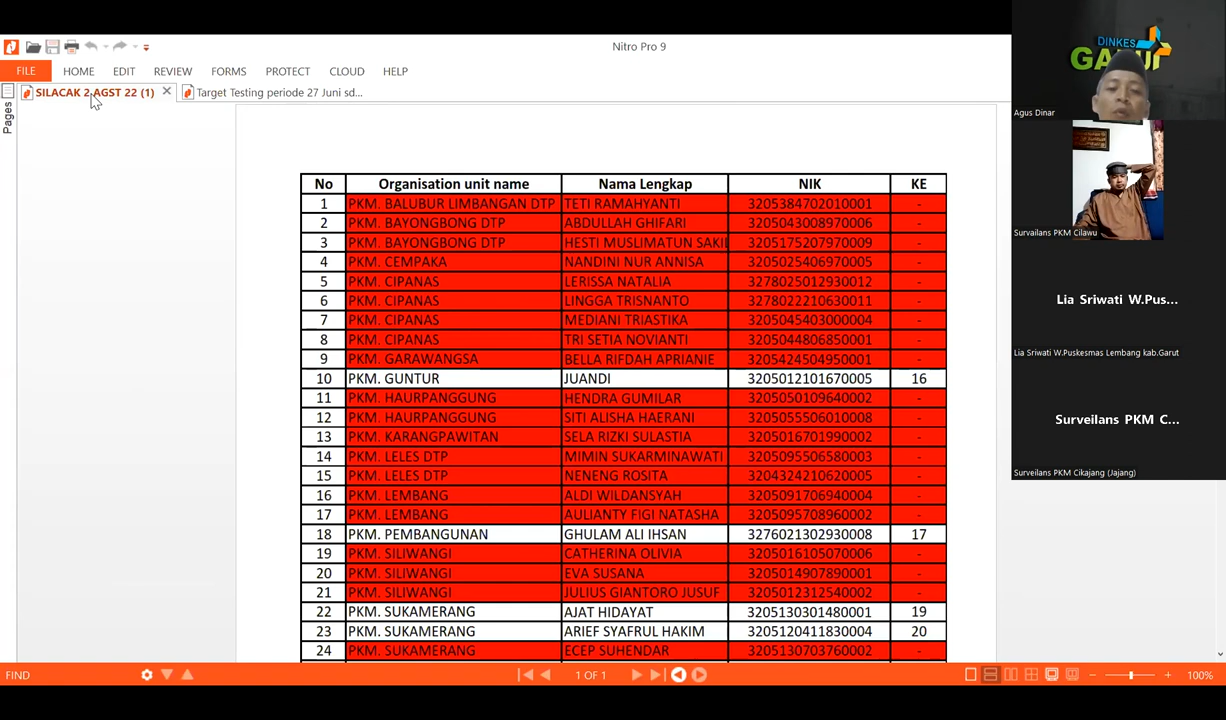 Nitro Pro 9
FILE HOME EDIT REVIEW FORMS PROTECT CLOUD HELP
SILACAK 2 AGST 22 (1) Target Testing periode 27 Juni sd...
Pages
No Organisation unit name Nama Lengkap NIK KE
1 PKM. BALUBUR LIMBANGAN DTP TETI RAMAHYANTI 3205384702010001 -
2 PKM. BAYONGBONG DTP ABDULLAH GHIFARI 3205043008970006 -
3 PKM. BAYONGBONG DTP HESTI MUSLIMATUN SAKI 3205175207970009 -
4 PKM. CEMPAKA NANDINI NUR ANNISA 3205025406970005 -
5 PKM. CIPANAS LERISSA NATALIA 3278025012930012 -
6 PKM. CIPANAS LINGGA TRISNANTO 3278022210630011 -
7 PKM. CIPANAS MEDIANI TRIASTIKA 3205045403000004 -
8 PKM. CIPANAS TRI SETIA NOVIANTI 3205044806850001 -
9 PKM. GARAWANGSA BELLA RIFDAH APRIANIE 3205424504950001 -
10 PKM. GUNTUR JUANDI 3205012101670005 16
11 PKM. HAURPANGGUNG HENDRA GUMILAR 3205050109640002 -
12 PKM. HAURPANGGUNG SITI ALISHA HAERANI 3205055506010008 -
13 PKM. KARANGPAWITAN SELA RIZKI SULASTIA 3205016701990002 -
14 PKM. LELES DTP MIMIN SUKARMINAWATI 3205095506580003 -
15 PKM. LELES DTP NENENG ROSITA 3204324210620005 -
16 PKM. LEMBANG ALDI WILDANSYAH 3205091706940004 -
17 PKM. LEMBANG AULIANTY FIGI NATASHA 3205095708960002 -
18 PKM. PEMBANGUNAN GHULAM ALI IHSAN 3276021302930008 17
19 PKM. SILIWANGI CATHERINA OLIVIA 3205016105070006 -
20 PKM. SILIWANGI EVA SUSANA 3205014907890001 -
21 PKM. SILIWANGI JULIUS GIANTORO JUSUF 3205012312540002 -
22 PKM. SUKAMERANG AJAT HIDAYAT 3205130301480001 19
23 PKM. SUKAMERANG ARIEF SYAFRUL HAKIM 3205120411830004 20
24 PKM. SUKAMERANG ECEP SUHENDAR 3205130703760002 -
FIND 1 OF 1 100%
DINKES
GARUT
Agus Dinar
Survailans PKM Cilawu
Lia Sriwati W.Pus...
Lia Sriwati W.Puskesmas Lembang kab.Garut
Surveilans PKM C...
Surveilans PKM Cikajang (Jajang)